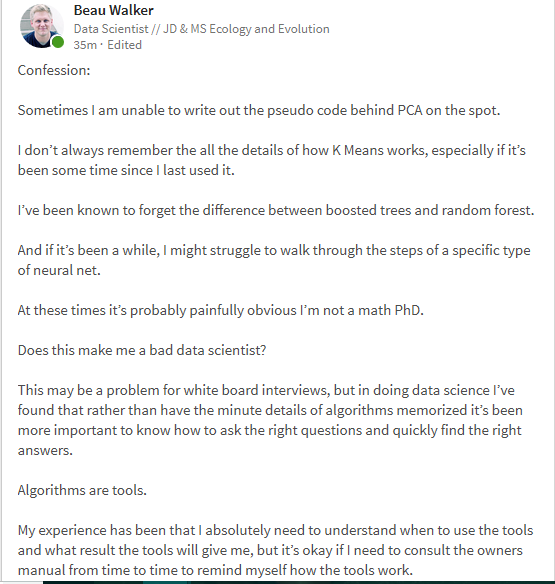 Beau Walker
Data Scientist // JD & MS Ecology and Evolution
35m · Edited
Confession:
Sometimes I am unable to write out the pseudo code behind PCA on the spot.
I don’t always remember the all the details of how K Means works, especially if it’s
been some time since I last used it.
I’ve been known to forget the difference between boosted trees and random forest.
And if it’s been a while, I might struggle to walk through the steps of a specific type
of neural net.
At these times it’s probably painfully obvious I’m not a math PhD.
Does this make me a bad data scientist?
This may be a problem for white board interviews, but in doing data science I’ve
found that rather than have the minute details of algorithms memorized it’s been
more important to know how to ask the right questions and quickly find the right
answers.
Algorithms are tools.
My experience has been that I absolutely need to understand when to use the tools
and what result the tools will give me, but it’s okay if I need to consult the owners
manual from time to time to remind myself how the tools work.